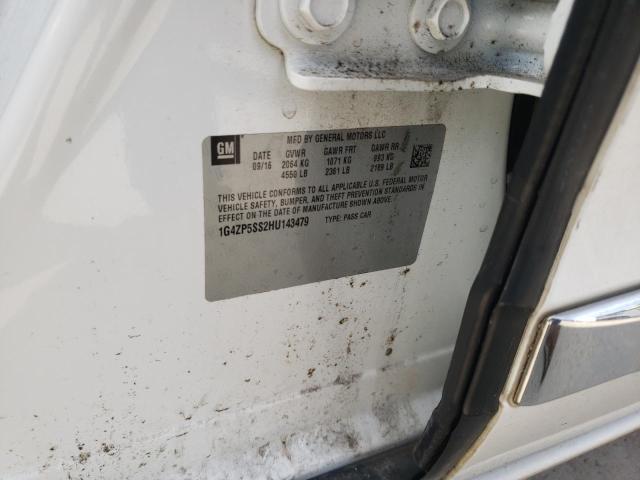 GM
MFD BY GENERAL MOTORS LLC
DATE GVWR GAWR FRT GAWR RR
09/16 2064 KG 1071 KG 993 KG
4550 LB 2361 LB 2189 LB
THIS VEHICLE CONFORMS TO ALL APPLICABLE U.S. FEDERAL MOTOR
VEHICLE SAFETY, BUMPER, AND THEFT PREVENTION STANDARDS IN
EFFECT ON THE DATE OF MANUFACTURE SHOWN ABOVE.
1G4ZP5SS2HU143479 TYPE: PASS CAR